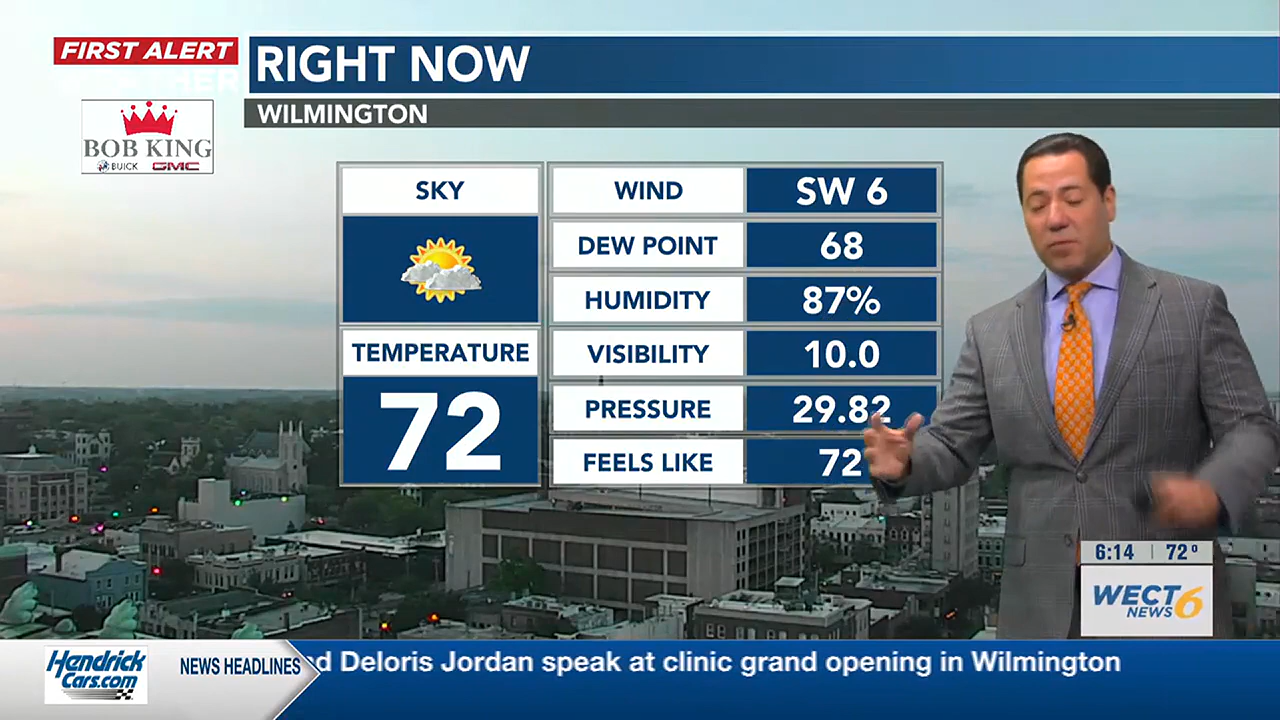 FIRST ALERT
RIGHT NOW
WILMINGTON
BOB KING
BUICK GMC
SKY
TEMPERATURE
72
WIND SW 6
DEW POINT 68
HUMIDITY 87%
VISIBILITY 10.0
PRESSURE 29.82
FEELS LIKE 72
6:14 72°
WECT 6
NEWS
Hendrick
Cars.com
NEWS HEADLINES
d Deloris Jordan speak at clinic grand opening in Wilmington